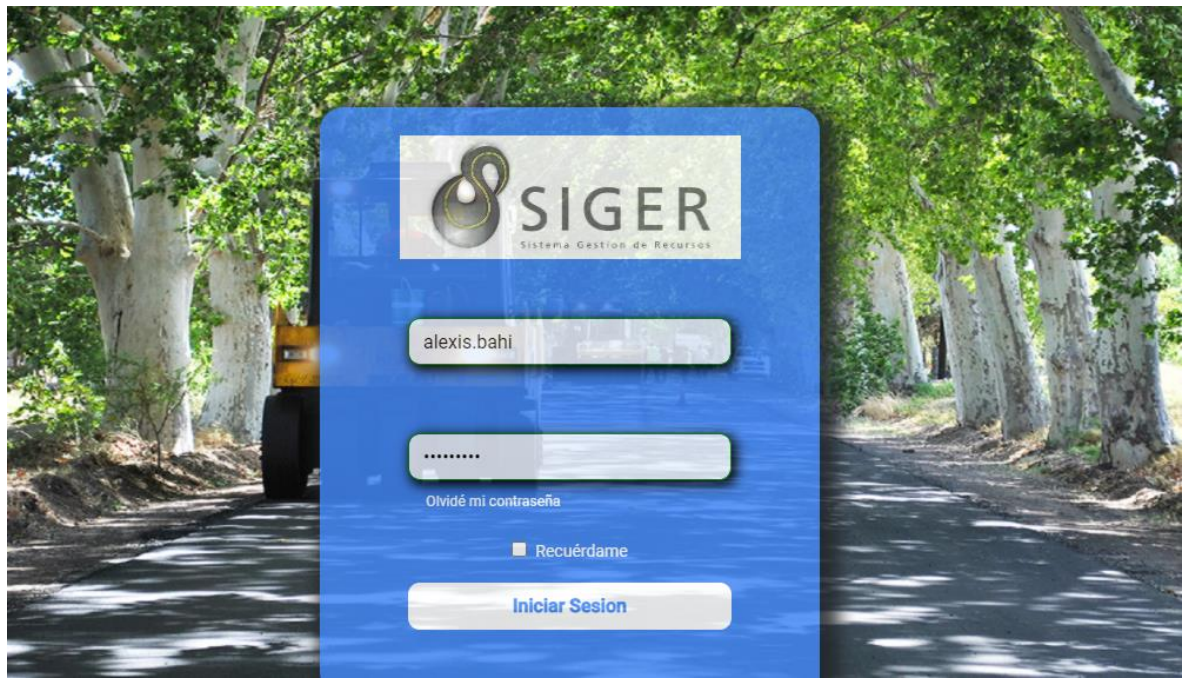 SIGER
Sistema Gestion de Recursos
alexis.bahi
•••••••••
Olvidé mi contraseña
Recuérdame
Iniciar Sesion